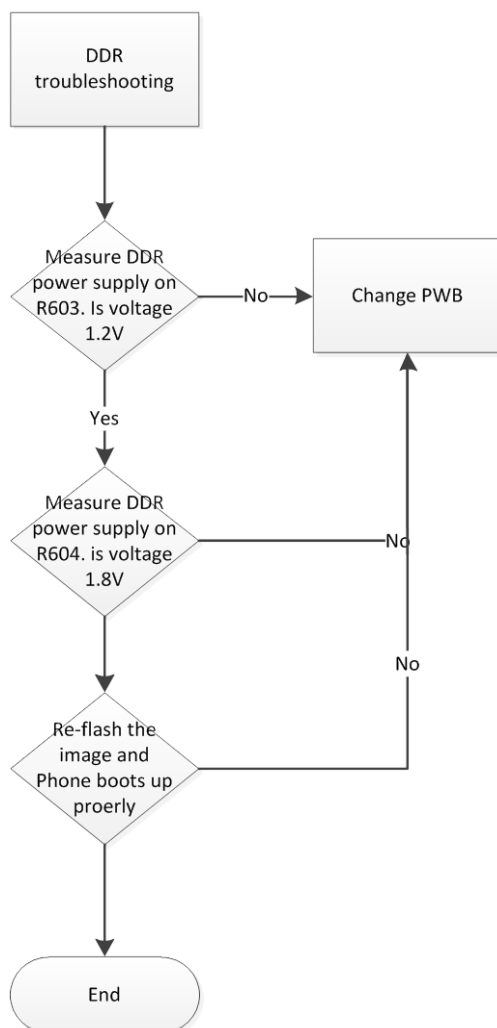 DDR
troubleshooting
Measure DDR
power supply on
R603. Is voltage
1.2V
No
Change PWB
Yes
Measure DDR
power supply on
R604. is voltage
1.8V
No
No
Re-flash the
image and
Phone boots up
proerly
End